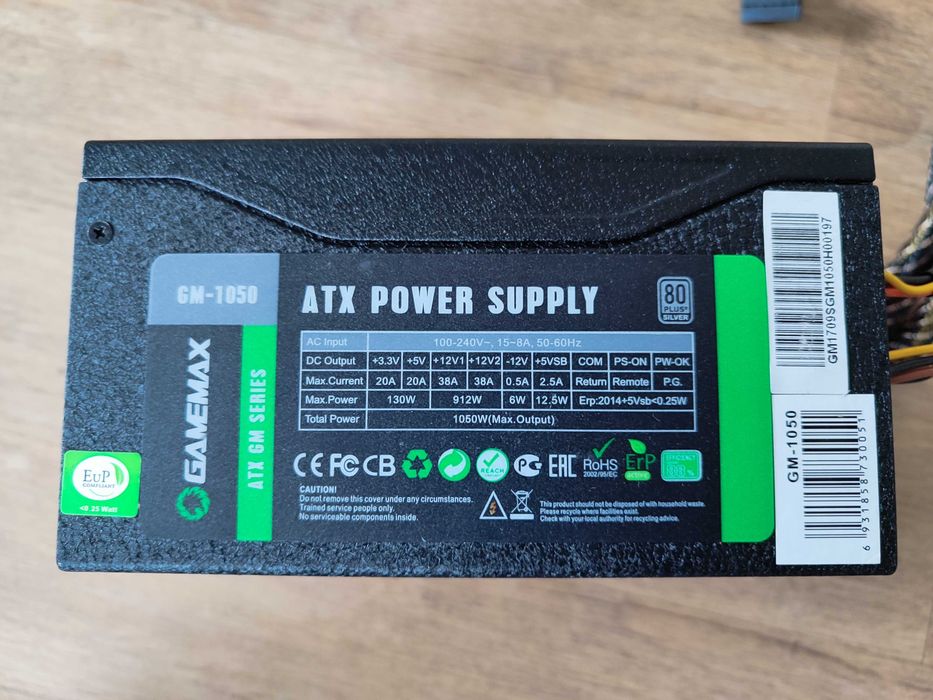 GM-1050
ATX POWER SUPPLY
80
PLUS®
SILVER
AC Input 100-240V~, 15~8A, 50-60Hz
DC Output +3.3V +5V +12V1 +12V2 -12V +5VSB COM PS-ON PW-OK
Max.Current 20A 20A 38A 38A 0.5A 2.5A Return Remote P.G.
Max.Power 130W 912W 6W 12.5W Erp:2014+5Vsb<0.25W
Total Power 1050W(Max.Output)
GAMEMAX
ATX GM SERIES
CE FC CB REACH PG EAC RoHS ErP
2002/95/EC active
CAUTION!
Do not remove this cover under any circumstances.
Trained service people only.
No serviceable components inside.
This product should not be disposed of with household waste.
Please recycle where facilities exist.
Check with your local authority for recycling advice.
EuP
COMPLIANT
<0.25 Watt
GM1709SGM1050H00197
GM-1050
6 931858 730051